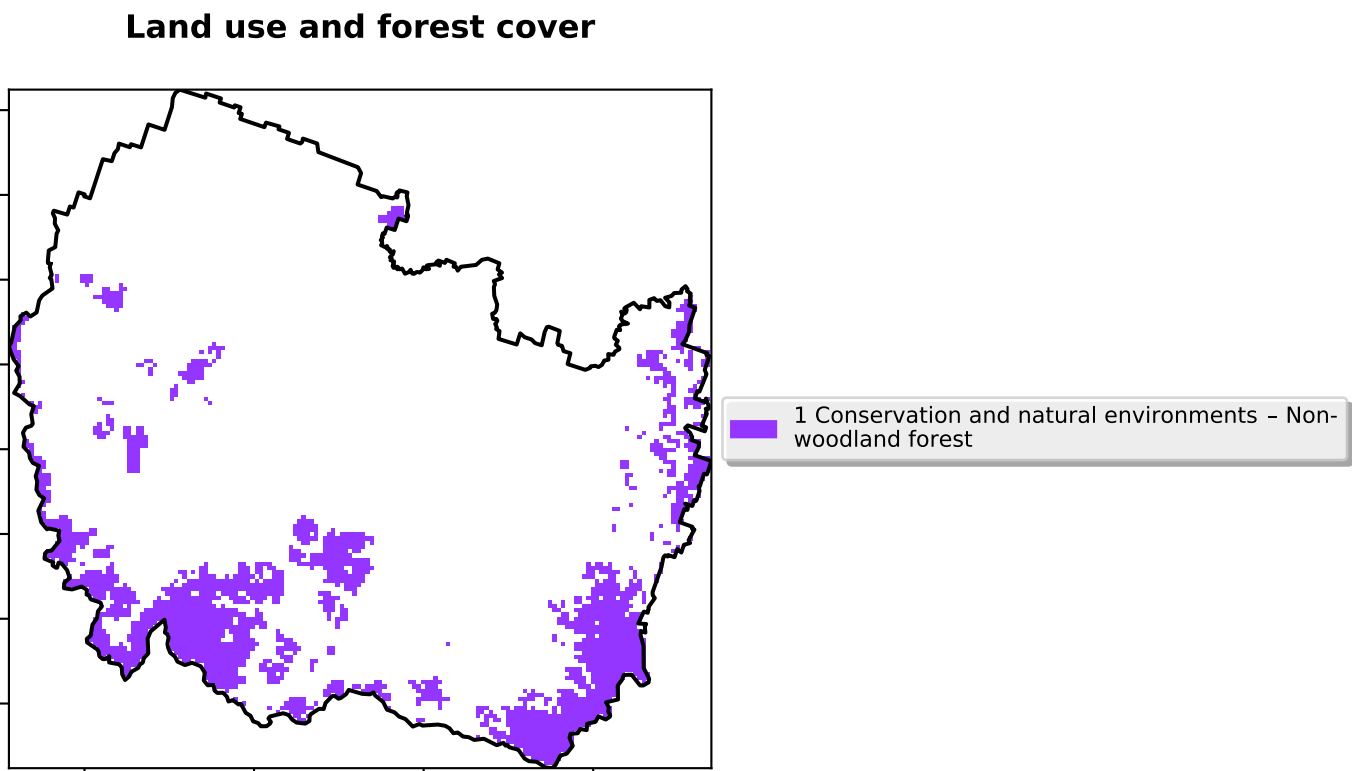 Land use and forest cover
1 Conservation and natural environments – Non-
woodland forest